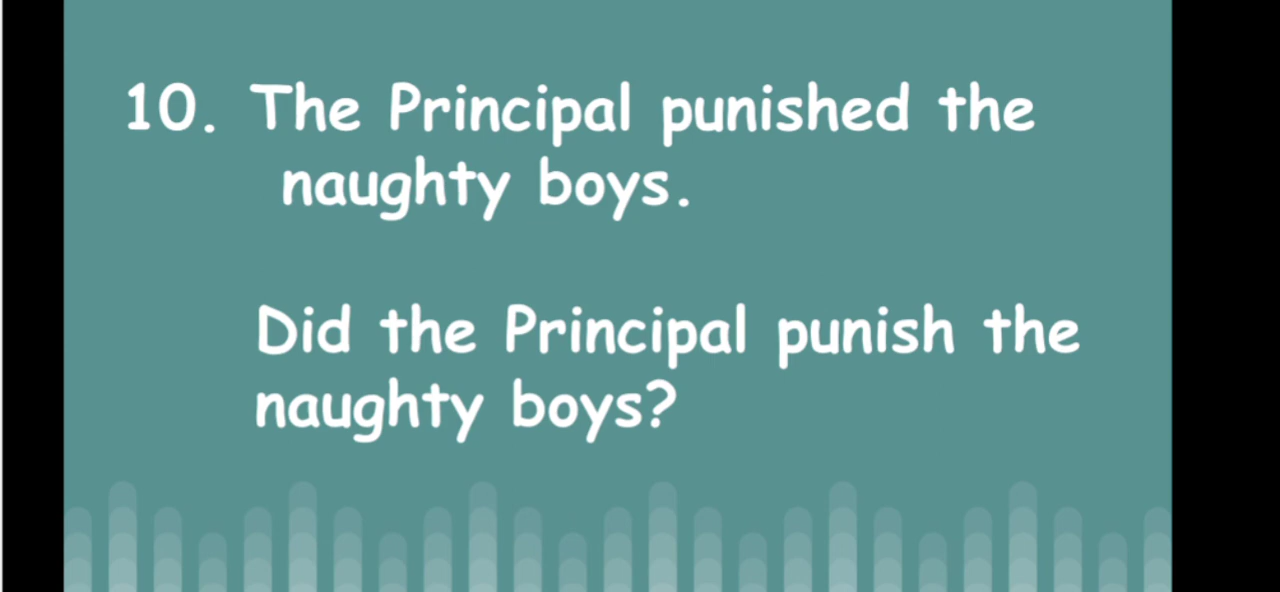 10. The Principal punished the
naughty boys.
Did the Principal punish the
naughty boys?